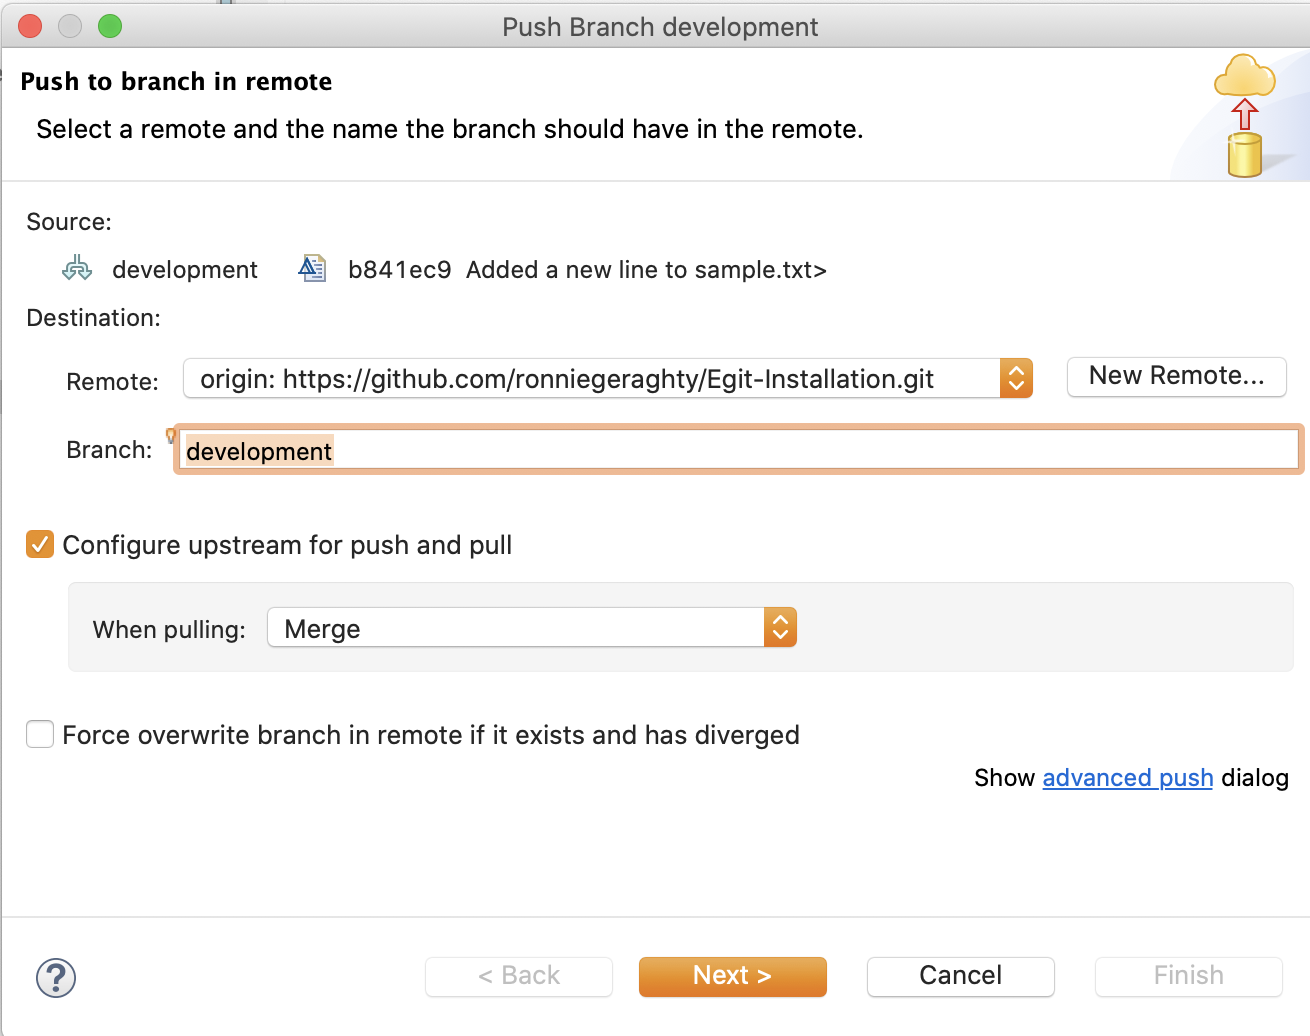 Push Branch development
Push to branch in remote
Select a remote and the name the branch should have in the remote.
Source:
development b841ec9 Added a new line to sample.txt>
Destination:
Remote: origin: https://github.com/ronniegeraghty/Egit-Installation.git New Remote...
Branch: development
Configure upstream for push and pull
When pulling: Merge
Force overwrite branch in remote if it exists and has diverged
Show advanced push dialog
? < Back Next > Cancel Finish